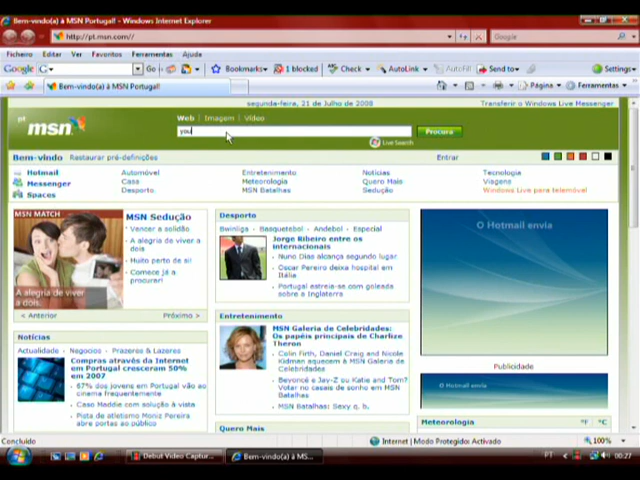 Bem-vindo(a) à MSN Portugal! - Windows Internet Explorer
http://pt.msn.com//
Google
Ficheiro Editar Ver Favoritos Ferramentas Ajuda
Google G Go Bookmarks 1 blocked Check AutoLink AutoFill Send to Settings
Bem-vindo(a) à MSN Portugal! Página Ferramentas
segunda-feira, 21 de Julho de 2008 Transferir o Windows Live Messenger
pt msn
Web Imagem Vídeo
you Procura
Live Search
Bem-vindo Restaurar pré-definições Entrar
Hotmail Automóvel Entretenimento Notícias Tecnologia
Messenger Casa Meteorologia Quero Mais Viagens
Spaces Desporto. MSN Batalhas Sedução Windows Live para telemóvel
MSN MATCH
A alegria de viver a dois.
MSN Sedução
Vencer a solidão
A alegria de viver a dois
Muito perto de si!
Comece já a procurar!
< Anterior Próximo >
Notícias
Actualidade Negócios Prazeres & Lazeres
Compras através da Internet em Portugal cresceram 50% em 2007
67% dos jovens em Portugal vão ao cinema frequentemente
Caso Maddie com solução à vista
Pista de atletismo Moniz Pereira abre portas ao público
Desporto
Bwinliga Basquetebol Andebol Especial
Jorge Ribeiro entre os internacionais
Nuno Dias alcança segundo lugar
Oscar Pereiro deixa hospital em Itália
Portugal estreia-se com goleada sobre a Inglaterra
Entretenimento
MSN Galeria de Celebridades: Os papéis principais de Charlize Theron
Colin Firth, Daniel Craig and Nicole Kidman aquecem a MSN Galeria de Celebridades
Beyoncé e Jay-Z ou Katie and Tom? Votar no casais de sonho em MSN Batalhas
MSN Batalhas: Sexy q. b.
Quero Mais
O Hotmail envia
Publicidade
O Hotmail envia
Meteorologia °F °C
Concluído Internet | Modo Protegido: Activado 100%
Debut Video Captur... Bem-vindo(a) à MS... PT 00:27